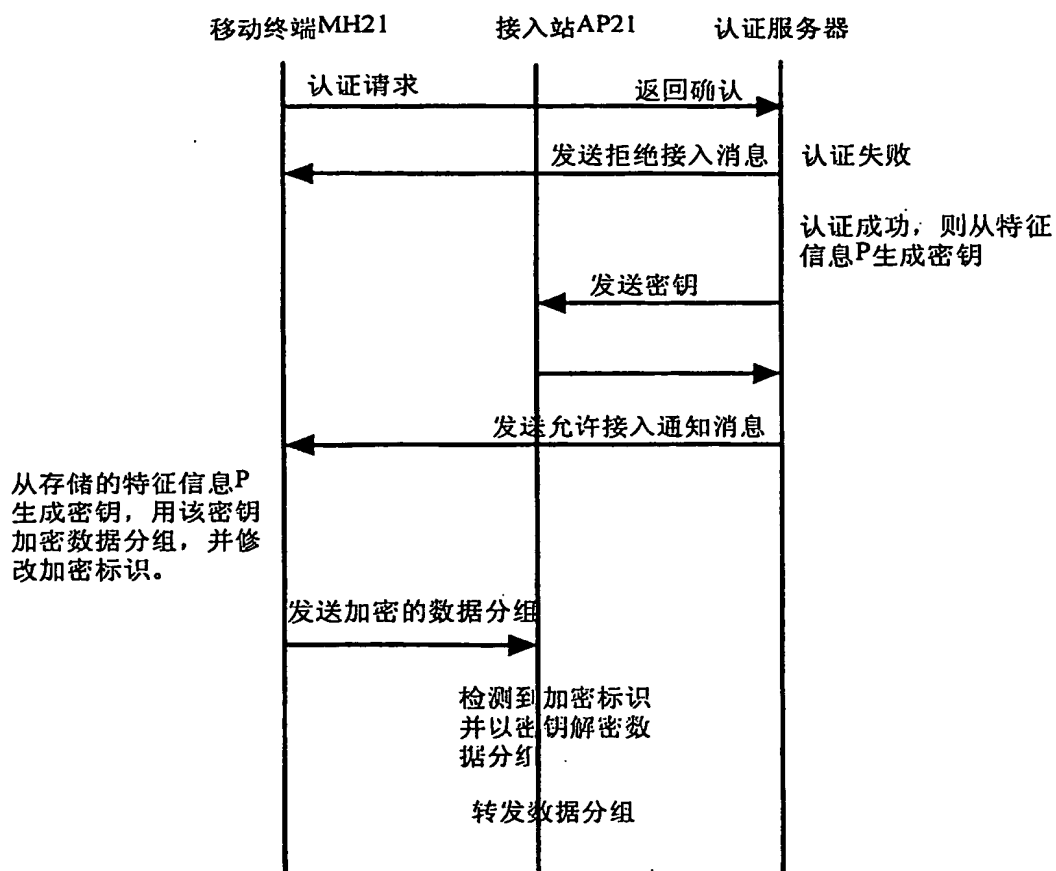 移动终端MH21
接入站AP21
认证服务器
认证请求
返回确认
发送拒绝接入消息
认证失败
认证成功，则从特征
信息P生成密钥
发送密钥
发送允许接入通知消息
从存储的特征信息P
生成密钥，用该密钥
加密数据分组，并修
改加密标识。
发送加密的数据分组
检测到加密标识
并以密钥解密数
据分组
转发数据分组